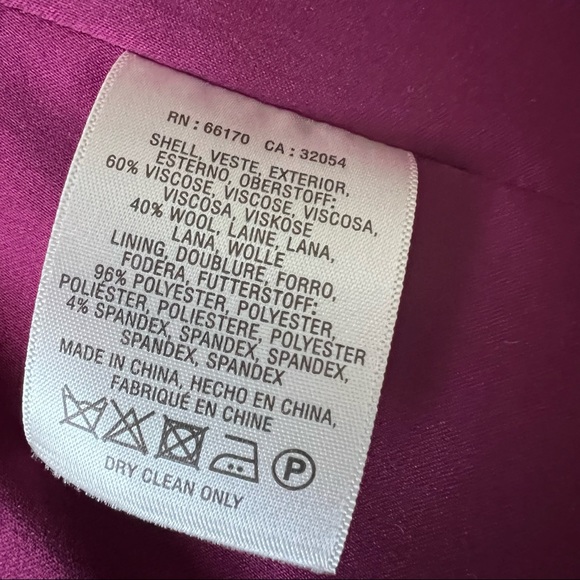 RN : 66170 CA : 32054
SHELL, VESTE, EXTERIOR,
ESTERNO, OBERSTOFF:
60% VISCOSE, VISCOSE, VISCOSA,
VISCOSA, VISKOSE
40% WOOL, LAINE, LANA,
LANA, WOLLE
LINING, DOUBLURE, FORRO,
FODERA, FUTTERSTOFF:
96% POLYESTER, POLYESTER,
POLIÉSTER, POLIESTERE, POLYESTER
4% SPANDEX, SPANDEX, SPANDEX,
SPANDEX, SPANDEX
MADE IN CHINA, HECHO EN CHINA,
FABRIQUÉ EN CHINE
P
DRY CLEAN ONLY